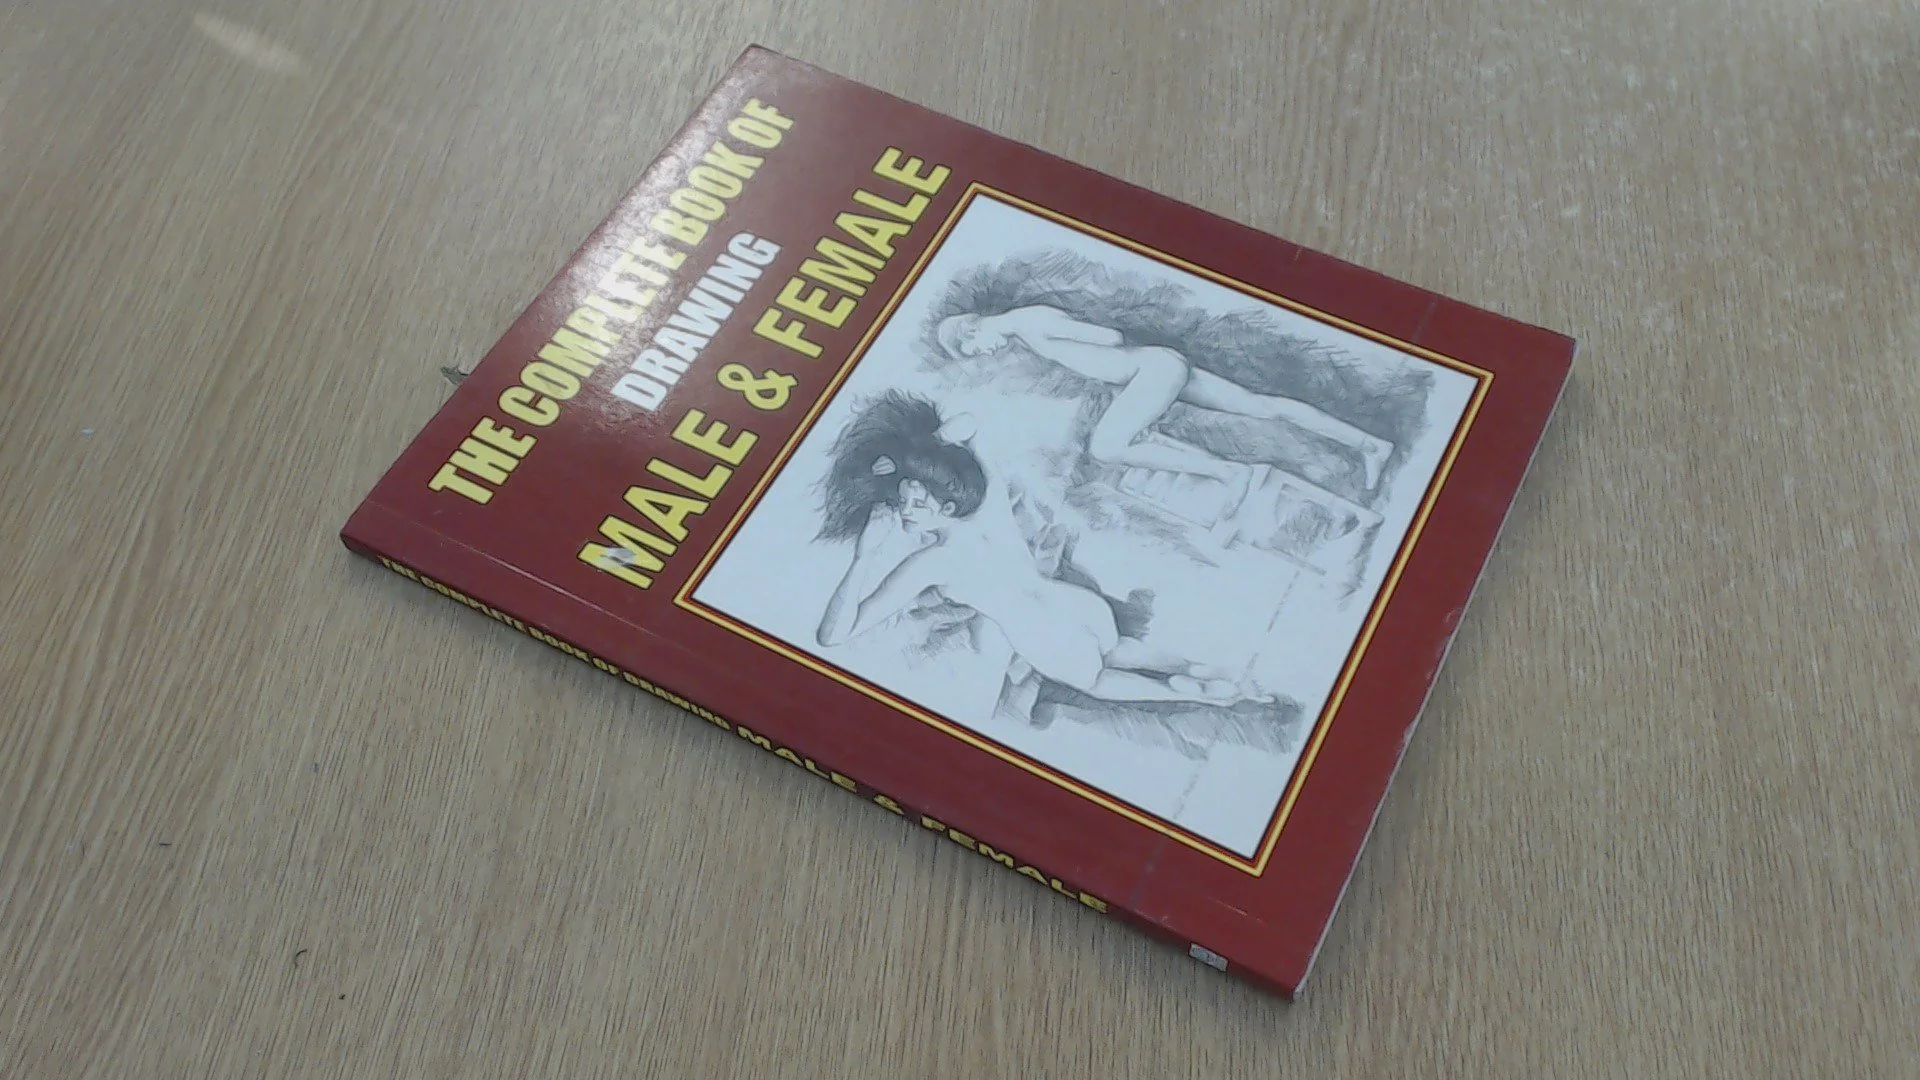 THE COMPLETE BOOK OF
DRAWING
MALE & FEMALE
THE COMPLETE BOOK OF DRAWING MALE & FEMALE